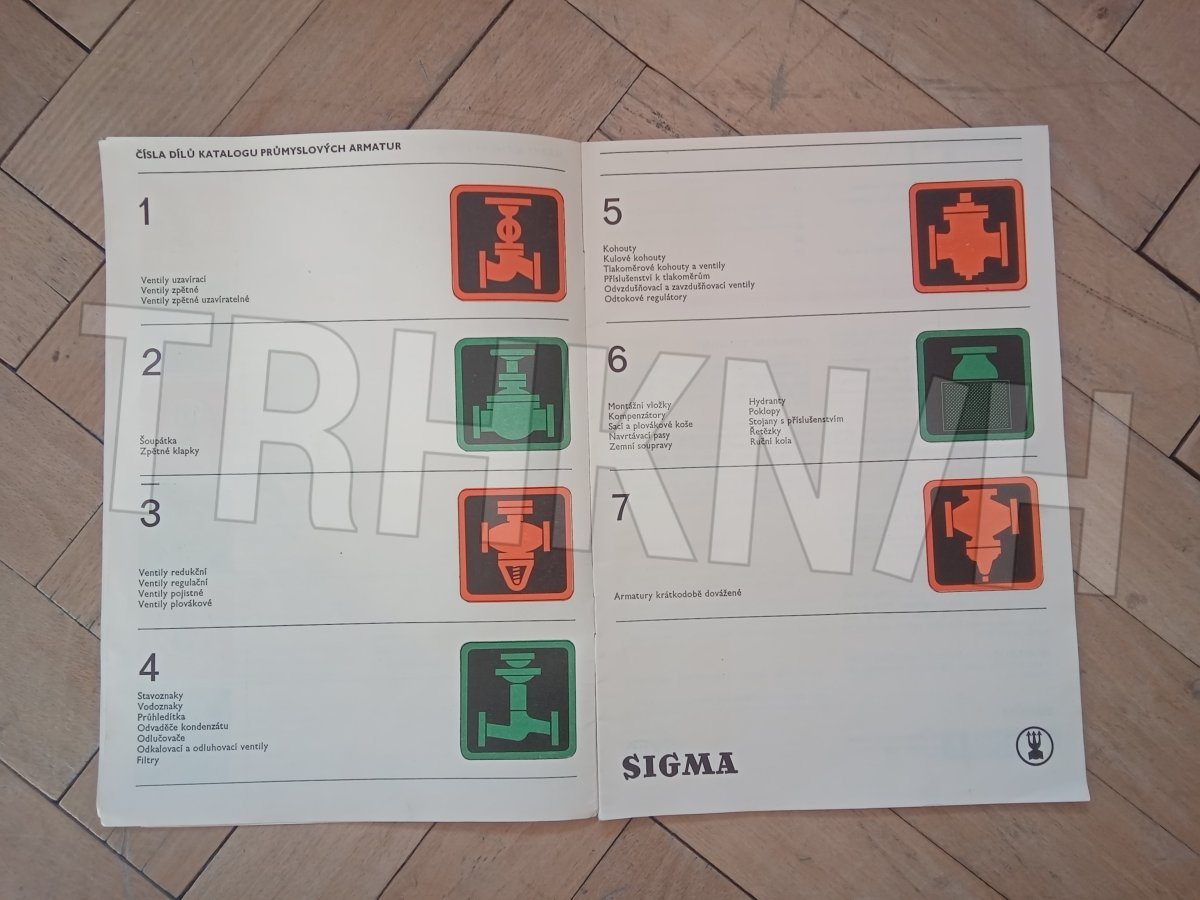 ČÍSLA DÍLŮ KATALOGU PRŮMYSLOVÝCH ARMATUR
1
Ventily uzavírací
Ventily zpětné
Ventily zpětné uzavíratelné
2
Šoupátka
Zpětné klapky
3
Ventily redukční
Ventily regulační
Ventily pojistné
Ventily plovákové
4
Stavoznaky
Vodoznaky
Průhledítka
Odvaděče kondenzátu
Odlučovače
Odkalovací a odluhovací ventily
Filtry
5
Kohouty
Kulové kohouty
Tlakoměrové kohouty a ventily
Příslušenství k tlakoměrům
Odvzdušňovací a zavzdušňovací ventily
Odtokové regulátory
6
Montážní vložky
Kompenzátory
Sací a plovákové koše
Navrtávací pasy
Zemní soupravy
Hydranty
Poklopy
Stojany s příslušenstvím
Řetězky
Ruční kola
7
Armatury krátkodobě dovážené
SIGMA
TRHKNIH